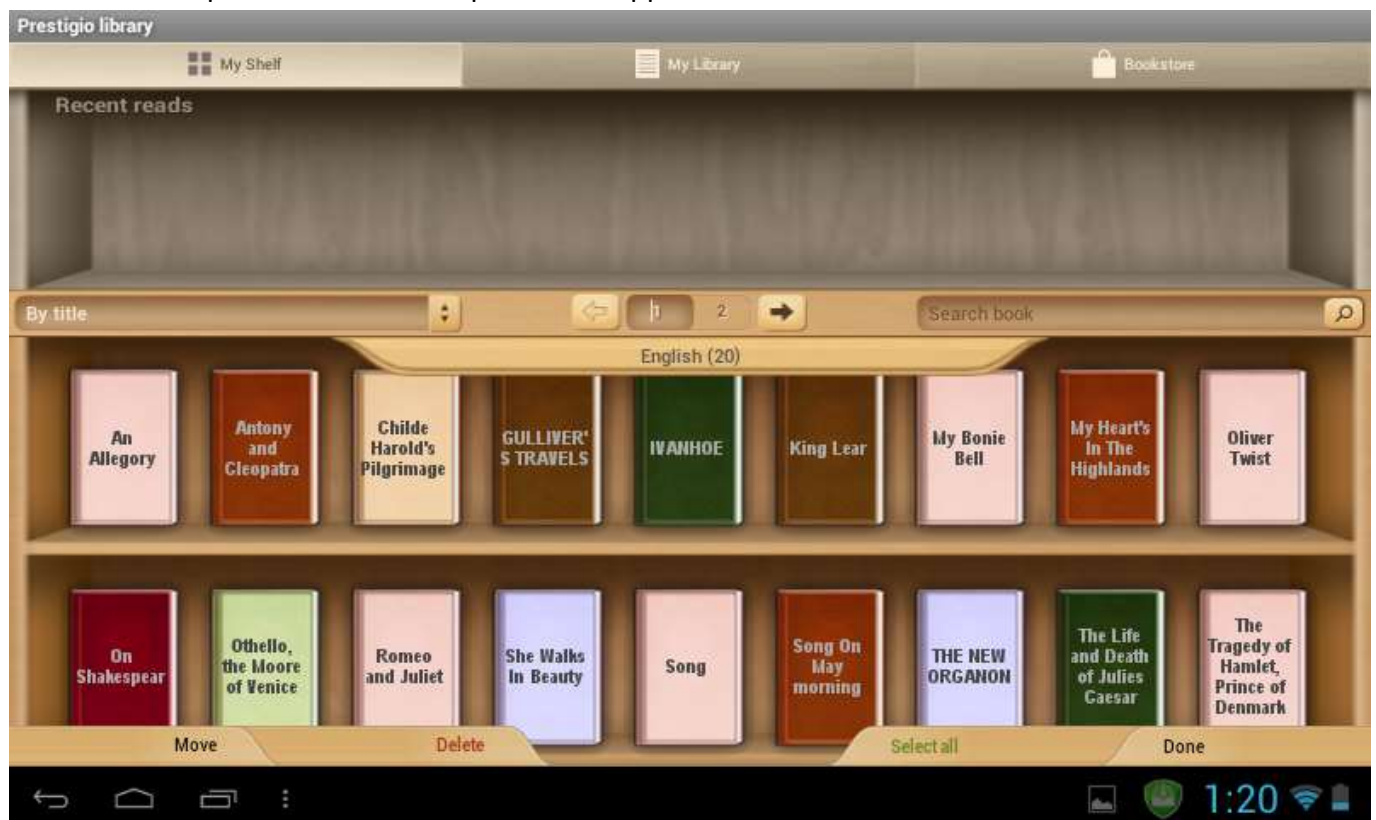 Prestigio library
My Shelf
My Library
Bookstore
Recent reads
By title
1
2
Search book
English (20)
An
Allegory
Antony
and
Cleopatra
Childe
Harold's
Pilgrimage
GULLIVER'
S TRAVELS
IVANHOE
King Lear
My Bonie
Bell
My Heart's
In The
Highlands
Oliver
Twist
On
Shakespear
Othello,
the Moore
of Venice
Romeo
and Juliet
She Walks
In Beauty
Song
Song On
May
morning
THE NEW
ORGANON
The Life
and Death
of Julies
Caesar
The
Tragedy of
Hamlet,
Prince of
Denmark
Move
Delete
Select all
Done
1:20